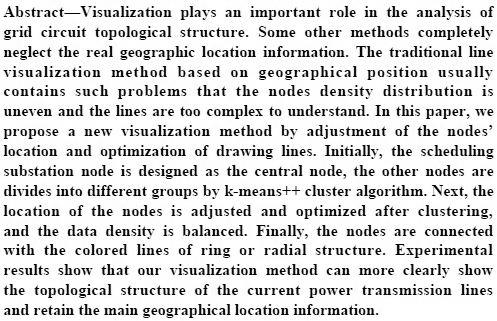 Abstract—Visualization plays an important role in the analysis of
grid circuit topological structure. Some other methods completely
neglect the real geographic location information. The traditional line
visualization method based on geographical position usually
contains such problems that the nodes density distribution is
uneven and the lines are too complex to understand. In this paper, we
propose a new visualization method by adjustment of the nodes’
location and optimization of drawing lines. Initially, the scheduling
substation node is designed as the central node, the other nodes are
divides into different groups by k-means++ cluster algorithm. Next, the
location of the nodes is adjusted and optimized after clustering,
and the data density is balanced. Finally, the nodes are connected
with the colored lines of ring or radial structure. Experimental
results show that our visualization method can more clearly show
the topological structure of the current power transmission lines
and retain the main geographical location information.